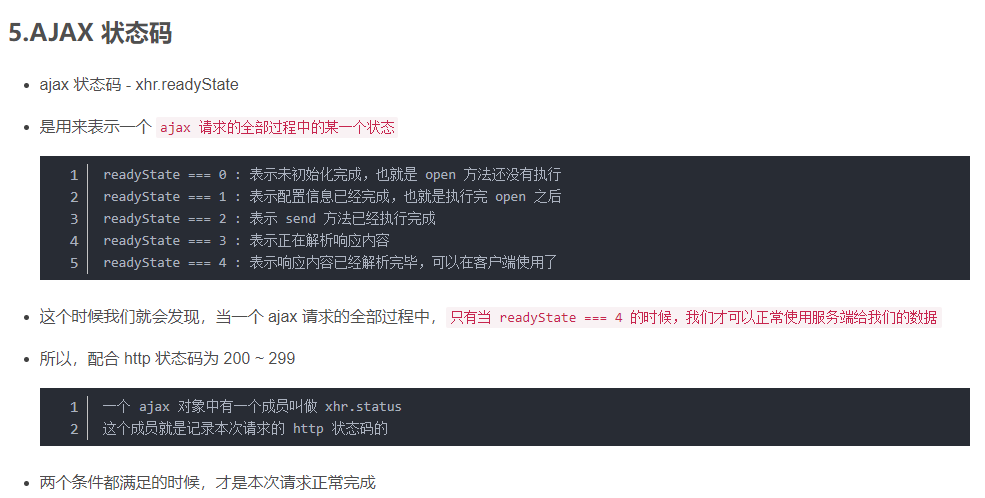 5.AJAX 状态码
ajax 状态码 - xhr.readyState
是用来表示一个 ajax 请求的全部过程中的某一个状态
1 readyState === 0 : 表示未初始化完成，也就是 open 方法还没有执行
2 readyState === 1 : 表示配置信息已经完成，也就是执行完 open 之后
3 readyState === 2 : 表示 send 方法已经执行完成
4 readyState === 3 : 表示正在解析响应内容
5 readyState === 4 : 表示响应内容已经解析完毕，可以在客户端使用了
这个时候我们就会发现，当一个 ajax 请求的全部过程中，只有当 readyState === 4 的时候，我们才可以正常使用服务端给我们的数据
所以，配合 http 状态码为 200 ~ 299
1 一个 ajax 对象中有一个成员叫做 xhr.status
2 这个成员就是记录本次请求的 http 状态码的
两个条件都满足的时候，才是本次请求正常完成